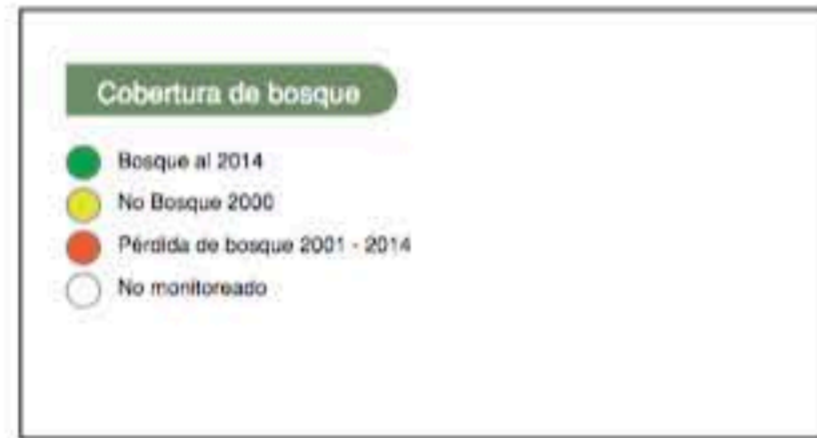 Cobertura de bosque
Bosque al 2014
No Bosque 2000
Pérdida de bosque 2001 - 2014
No monitoreado